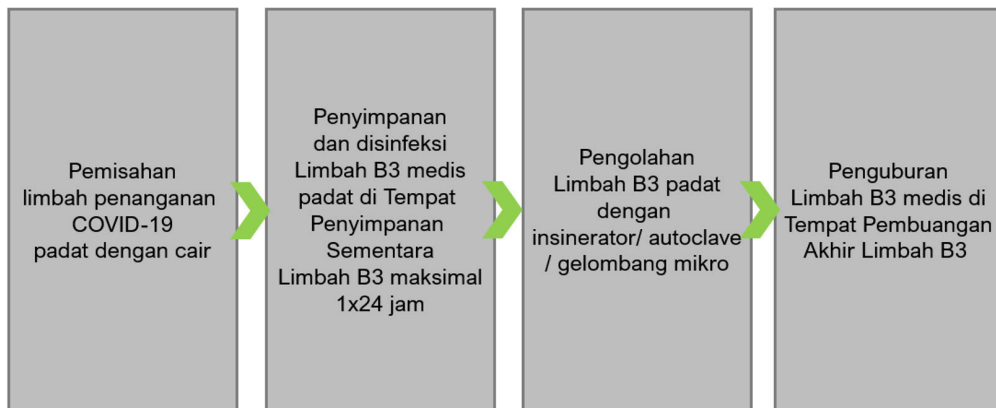 Pemisahan
limbah penanganan
COVID-19
padat dengan cair
Penyimpanan
dan disinfeksi
Limbah B3 medis
padat di Tempat
Penyimpanan
Sementara
Limbah B3 maksimal
1x24 jam
Pengolahan
Limbah B3 padat
dengan
insinerator/ autoclave
/ gelombang mikro
Penguburan
Limbah B3 medis di
Tempat Pembuangan
Akhir Limbah B3